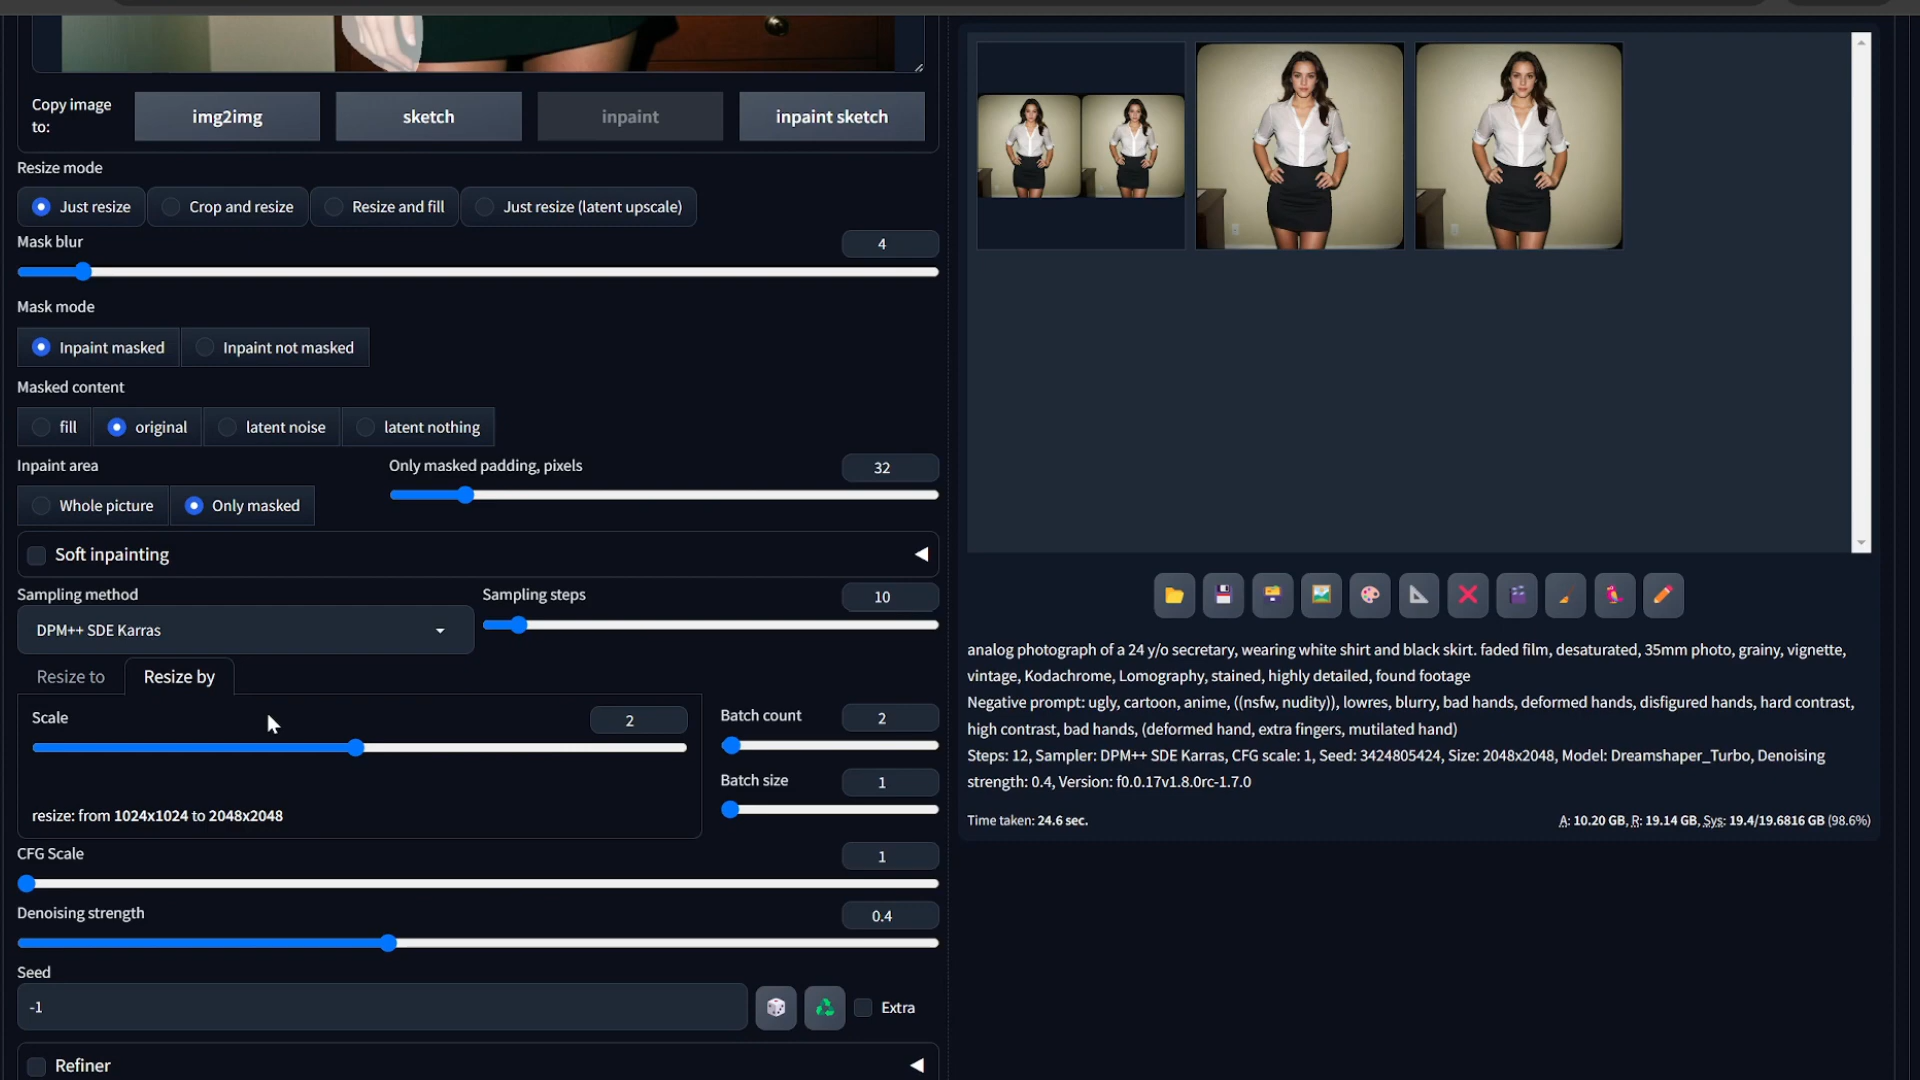 Copy image
to:
img2img
sketch
inpaint
inpaint sketch
Resize mode
Just resize
Crop and resize
Resize and fill
Just resize (latent upscale)
Mask blur
4
Mask mode
Inpaint masked
Inpaint not masked
Masked content
fill
original
latent noise
latent nothing
Inpaint area
Only masked padding, pixels
32
Whole picture
Only masked
Soft inpainting
Sampling method
Sampling steps
10
DPM++ SDE Karras
Resize to
Resize by
Scale
2
Batch count
2
Batch size
1
resize: from 1024x1024 to 2048x2048
CFG Scale
1
Denoising strength
0.4
Seed
-1
Extra
Refiner
analog photograph of a 24 y/o secretary, wearing white shirt and black skirt. faded film, desaturated, 35mm photo, grainy, vignette,
vintage, Kodachrome, Lomography, stained, highly detailed, found footage
Negative prompt: ugly, cartoon, anime, ((nsfw, nudity)), lowres, blurry, bad hands, deformed hands, disfigured hands, hard contrast,
high contrast, bad hands, (deformed hand, extra fingers, mutilated hand)
Steps: 12, Sampler: DPM++ SDE Karras, CFG scale: 1, Seed: 3424805424, Size: 2048x2048, Model: Dreamshaper_Turbo, Denoising
strength: 0.4, Version: f0.0.17v1.8.0rc-1.7.0
Time taken: 24.6 sec.
A: 10.20 GB, R: 19.14 GB, Sys: 19.4/19.6816 GB (98.6%)